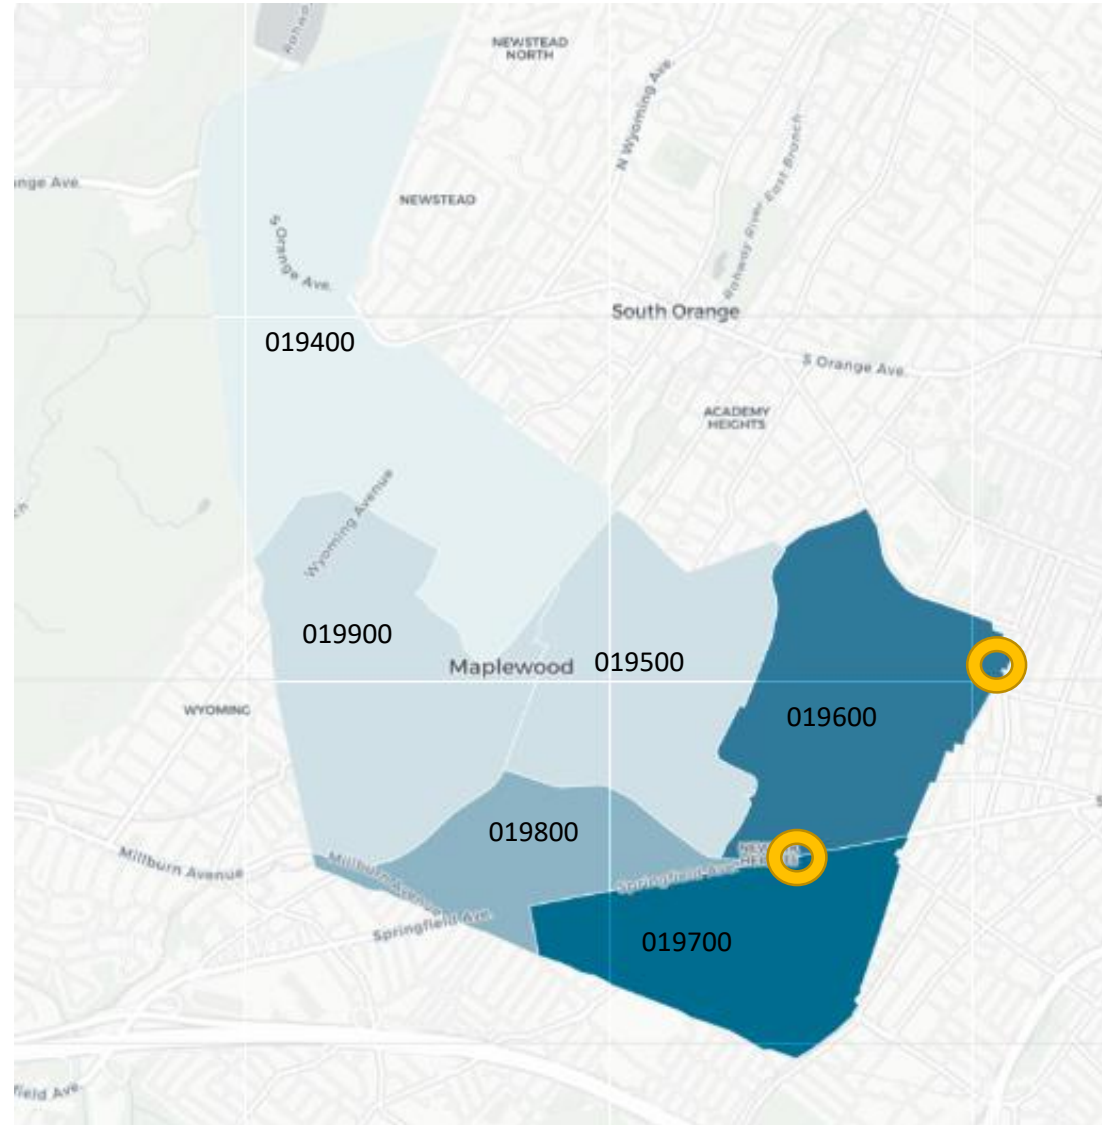 NEWSTEAD
NORTH
N Wyoming Ave.
Rahway River East Branch
ange Ave.
NEWSTEAD
S Orange Ave.
South Orange
019400
S Orange Ave.
ACADEMY
HEIGHTS
Wyoming Avenue
019900
Maplewood
019500
WYOMING
019600
019800
Millburn Avenue
Millburn Avenue
Springfield Ave.
Springfield Ave.
019700
field Ave.